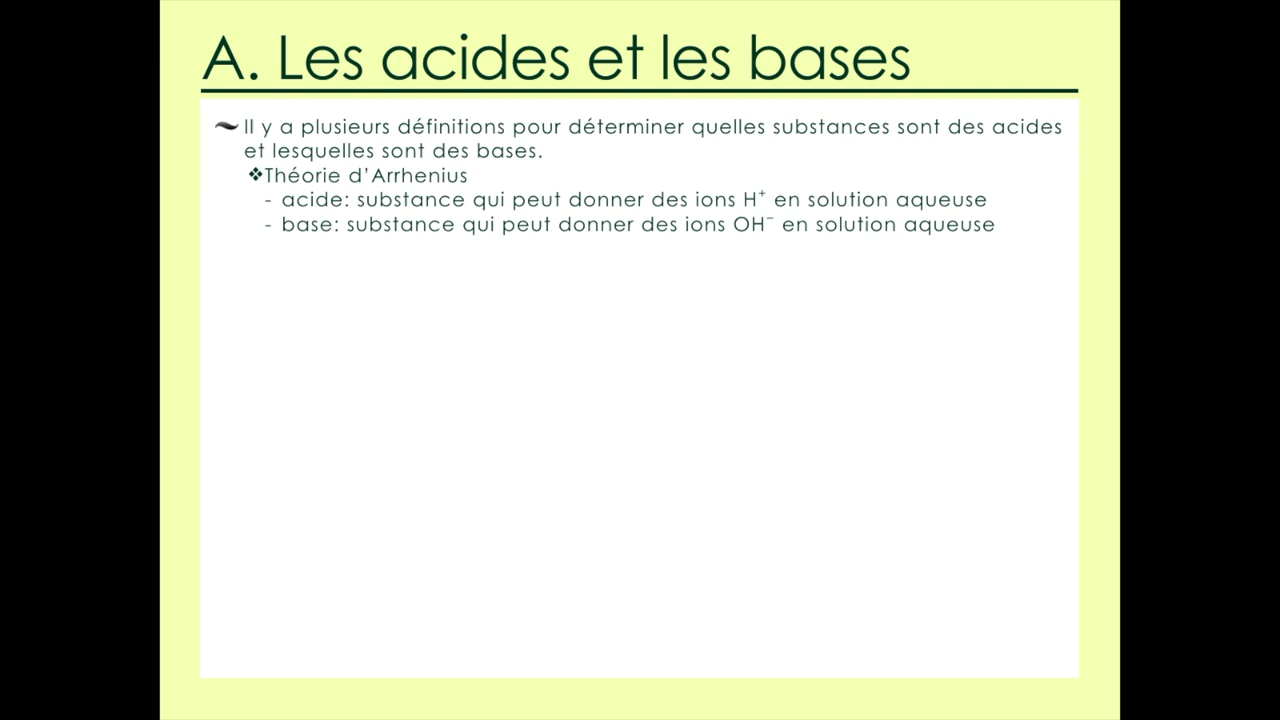 A. Les acides et les bases
Il y a plusieurs définitions pour déterminer quelles substances sont des acides
et lesquelles sont des bases.
❖Théorie d'Arrhenius
- acide: substance qui peut donner des ions H⁺ en solution aqueuse
- base: substance qui peut donner des ions OH⁻ en solution aqueuse